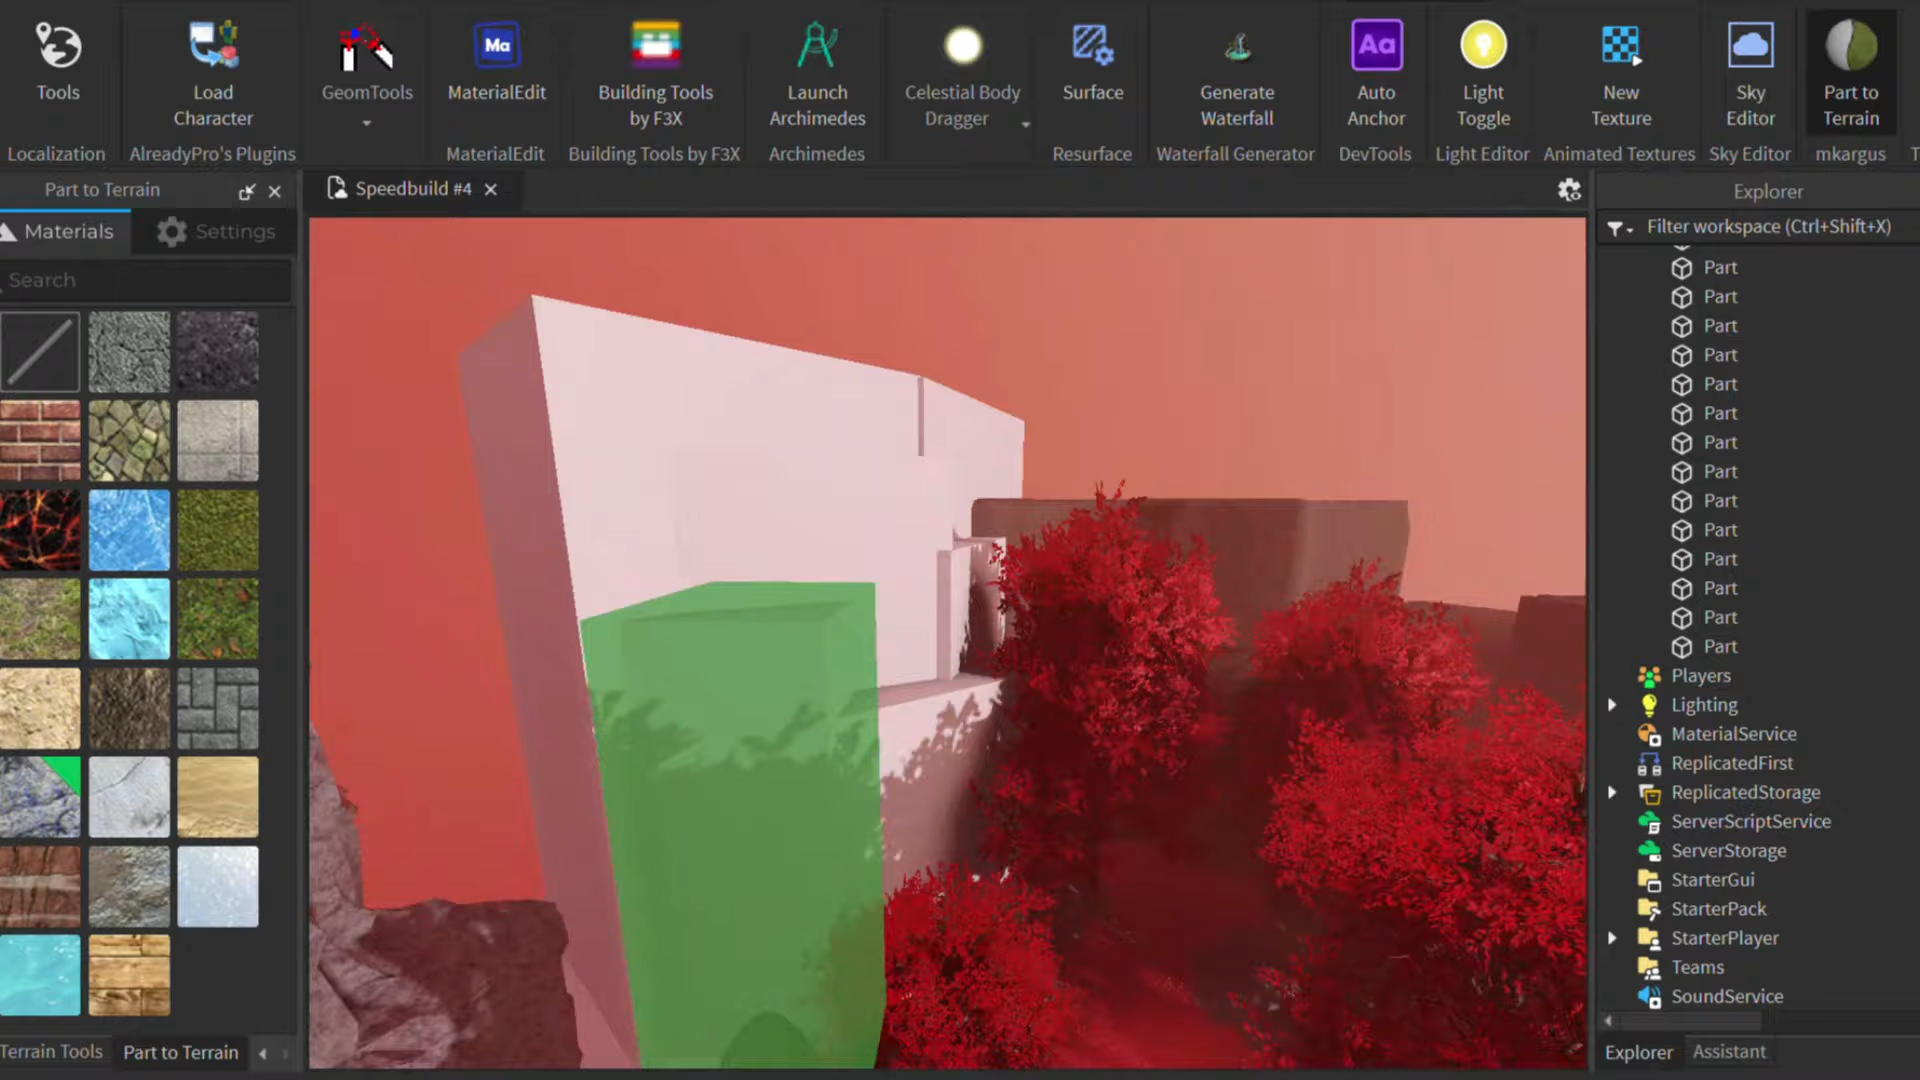 Tools
Load
Character
GeomTools
Ma
MaterialEdit
Building Tools
by F3X
Launch
Archimedes
Celestial Body
Dragger
Surface
Generate
Waterfall
Aa
Auto
Anchor
Light
Toggle
New
Texture
Sky
Editor
Part to
Terrain
Localization
AlreadyPro's Plugins
MaterialEdit
Building Tools by F3X
Archimedes
Resurface
Waterfall Generator
DevTools
Light Editor
Animated Textures
Sky Editor
mkargus
Part to Terrain
Materials
Settings
Search
Speedbuild #4
Explorer
Filter workspace (Ctrl+Shift+X)
Part
Part
Part
Part
Part
Part
Part
Part
Part
Part
Part
Part
Part
Part
Players
Lighting
MaterialService
ReplicatedFirst
ReplicatedStorage
ServerScriptService
ServerStorage
StarterGui
StarterPack
StarterPlayer
Teams
SoundService
Terrain Tools
Part to Terrain
Explorer
Assistant